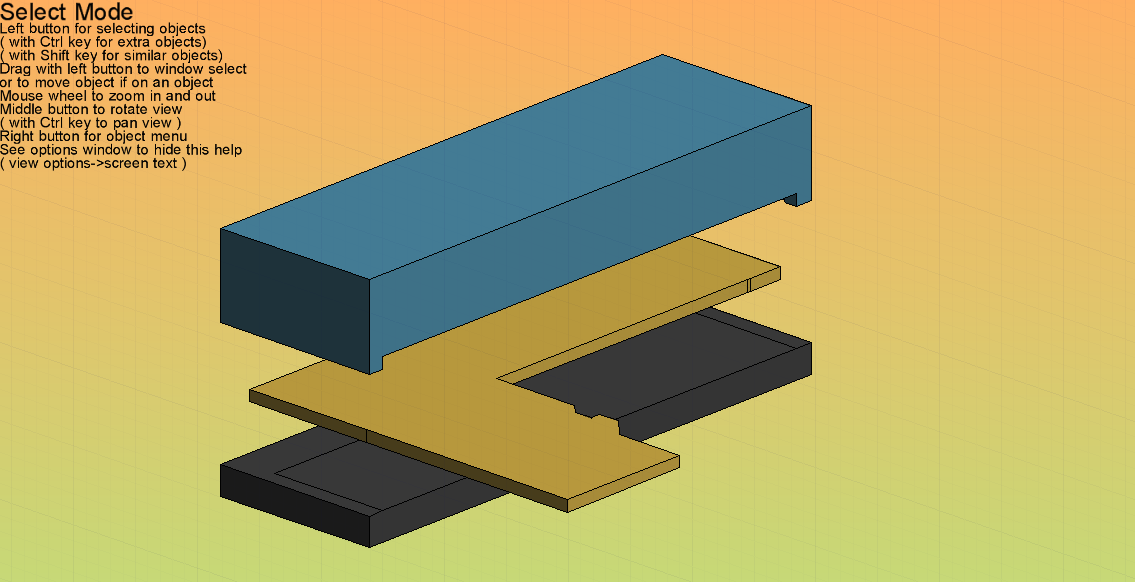 Select Mode
Left button for selecting objects
( with Ctrl key for extra objects)
( with Shift key for similar objects)
Drag with left button to window select
or to move object if on an object
Mouse wheel to zoom in and out
Middle button to rotate view
( with Ctrl key to pan view )
Right button for object menu
See options window to hide this help
( view options->screen text )